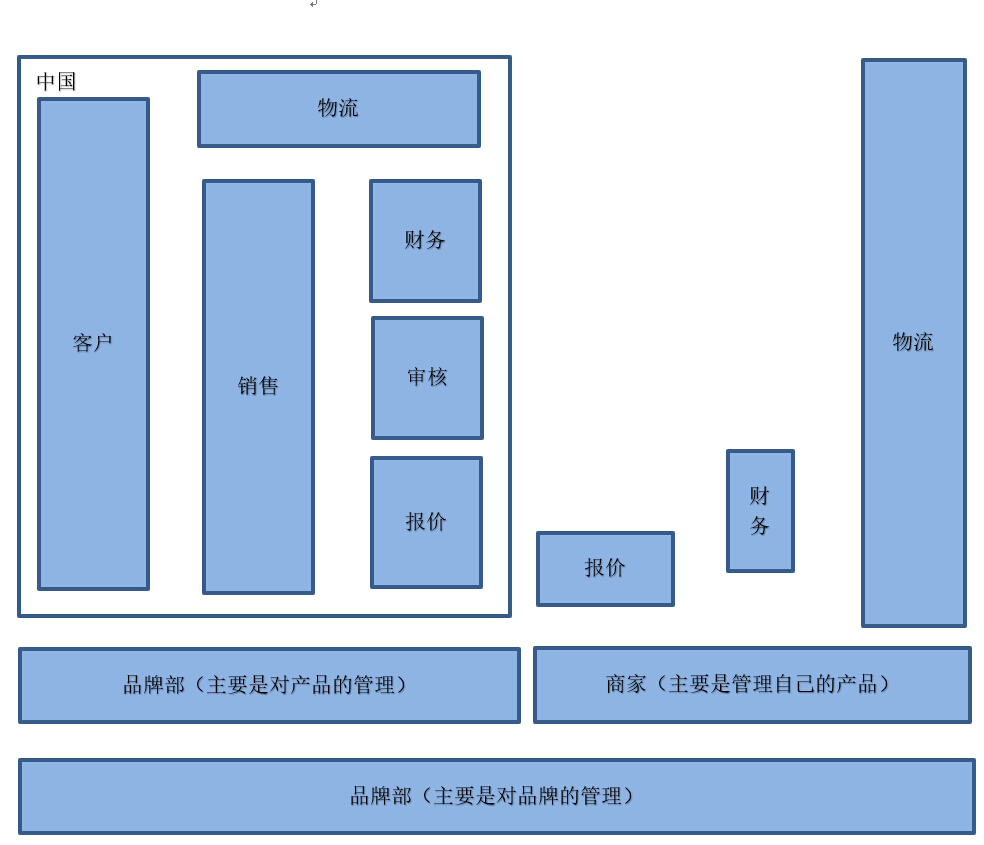 中国
物流
客户
销售
财务
审核
报价
报价
财
务
物流
品牌部（主要是对产品的管理）
商家（主要是管理自己的产品）
品牌部（主要是对品牌的管理）